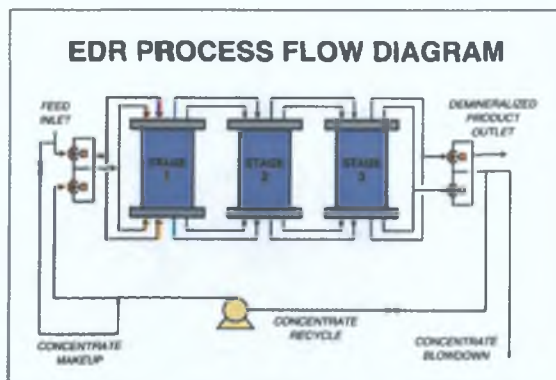 EDR PROCESS FLOW DIAGRAM
FEED
INLET
DEMINERALIZED
PRODUCT
OUTLET
STAGE
1
STAGE
2
STAGE
3
CONCENTRATE
MAKEUP
CONCENTRATE
RECYCLE
CONCENTRATE
BLOWDOWN